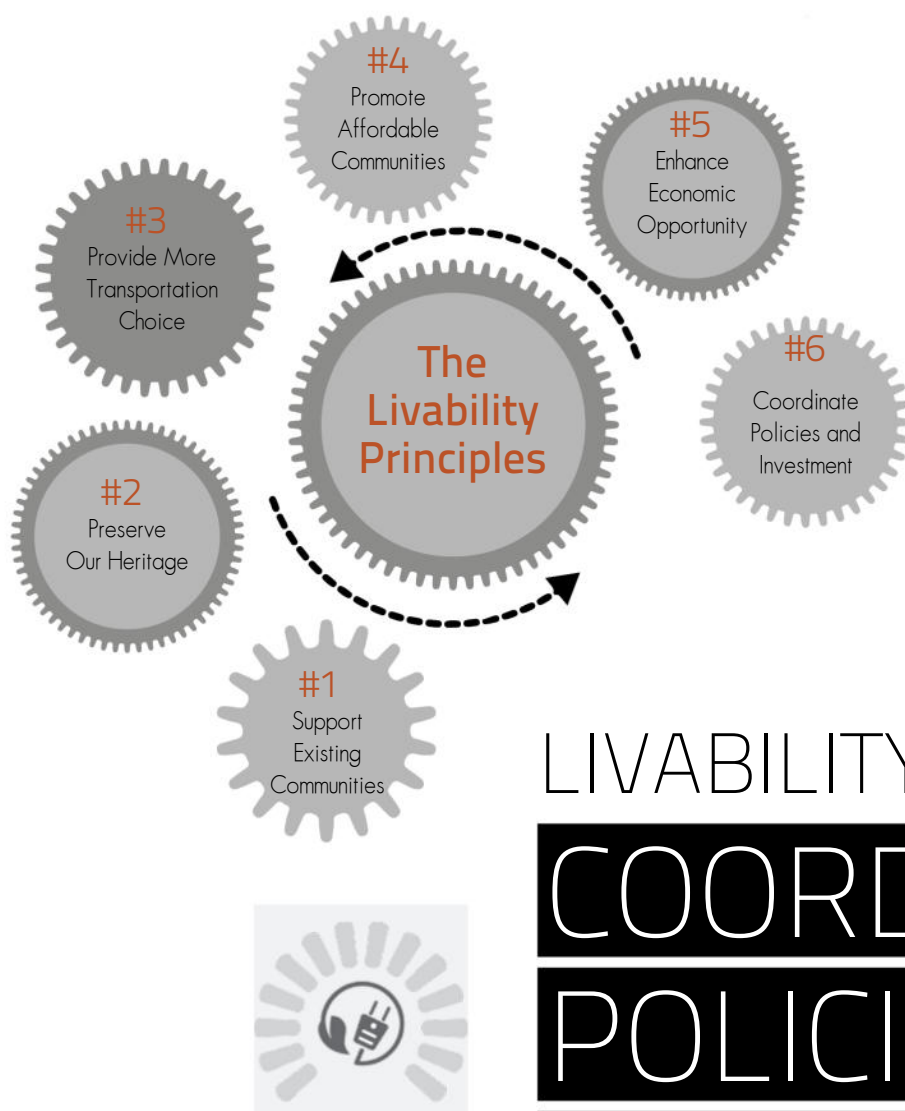 #4
Promote
Affordable
Communities
#5
Enhance
Economic
Opportunity
#3
Provide More
Transportation
Choice
The
Livability
Principles
#6
Coordinate
Policies and
Investment
#2
Preserve
Our Heritage
#1
Support
Existing
Communities
LIVABILITY
COORD
POLICI